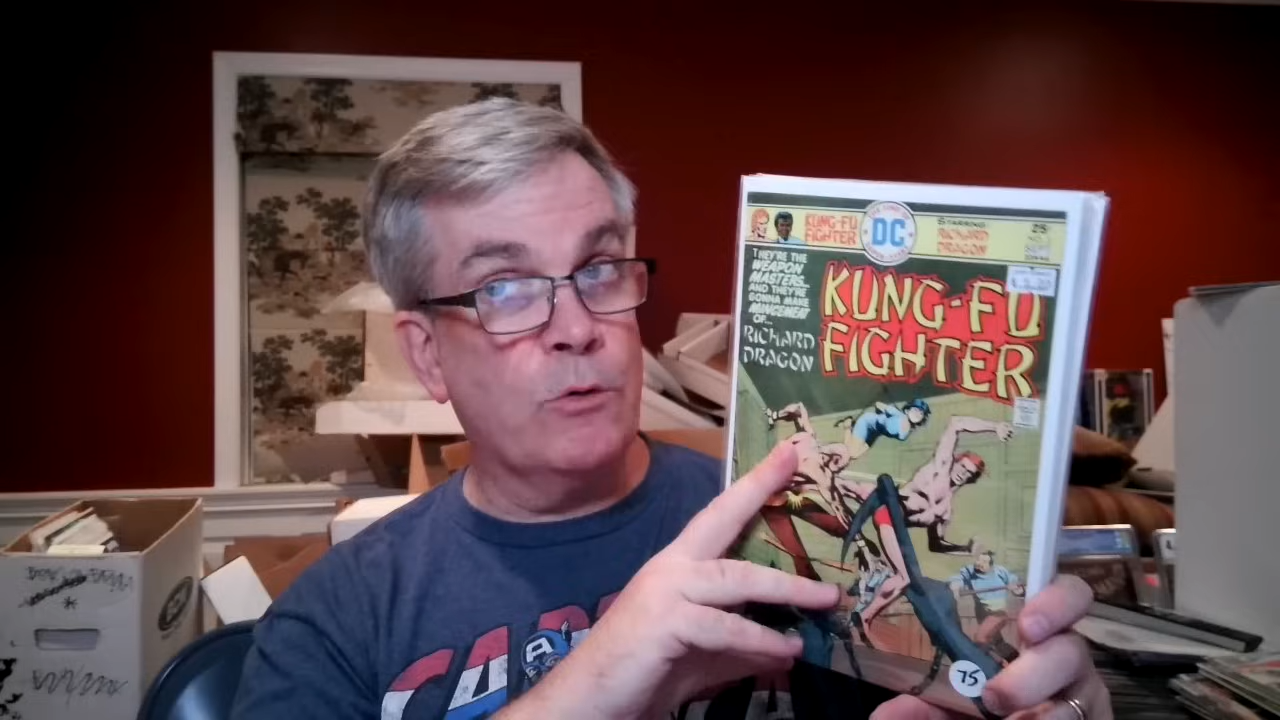 KUNG-FU
FIGHTER
DC
STARRING
RICHARD
DRAGON
25¢
THEY'RE THE
WEAPON
MASTERS...
AND THEY'RE
GONNA MAKE
MINCEMEAT
OF...
RICHARD
DRAGON
KUNG-FU
FIGHTER
75
A